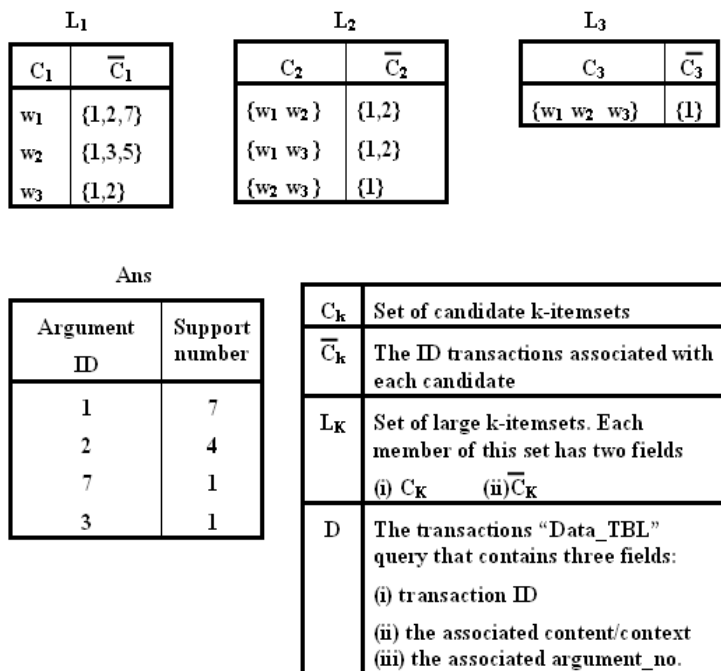 L₁
C₁ C̅₁
w₁ {1,2,7}
w₂ {1,3,5}
w₃ {1,2}
L₂
C₂ C̅₂
{w₁ w₂} {1,2}
{w₁ w₃} {1,2}
{w₂ w₃} {1}
L₃
C₃ C̅₃
{w₁ w₂ w₃} {1}
Ans
Argument ID Support number
1 7
2 4
7 1
3 1
Cₖ Set of candidate k-itemsets
C̅ₖ The ID transactions associated with
each candidate
L_K Set of large k-itemsets. Each
member of this set has two fields
(i) C_K (ii)C̅_K
D The transactions “Data_TBL”
query that contains three fields:
(i) transaction ID
(ii) the associated content/context
(iii) the associated argument_no.